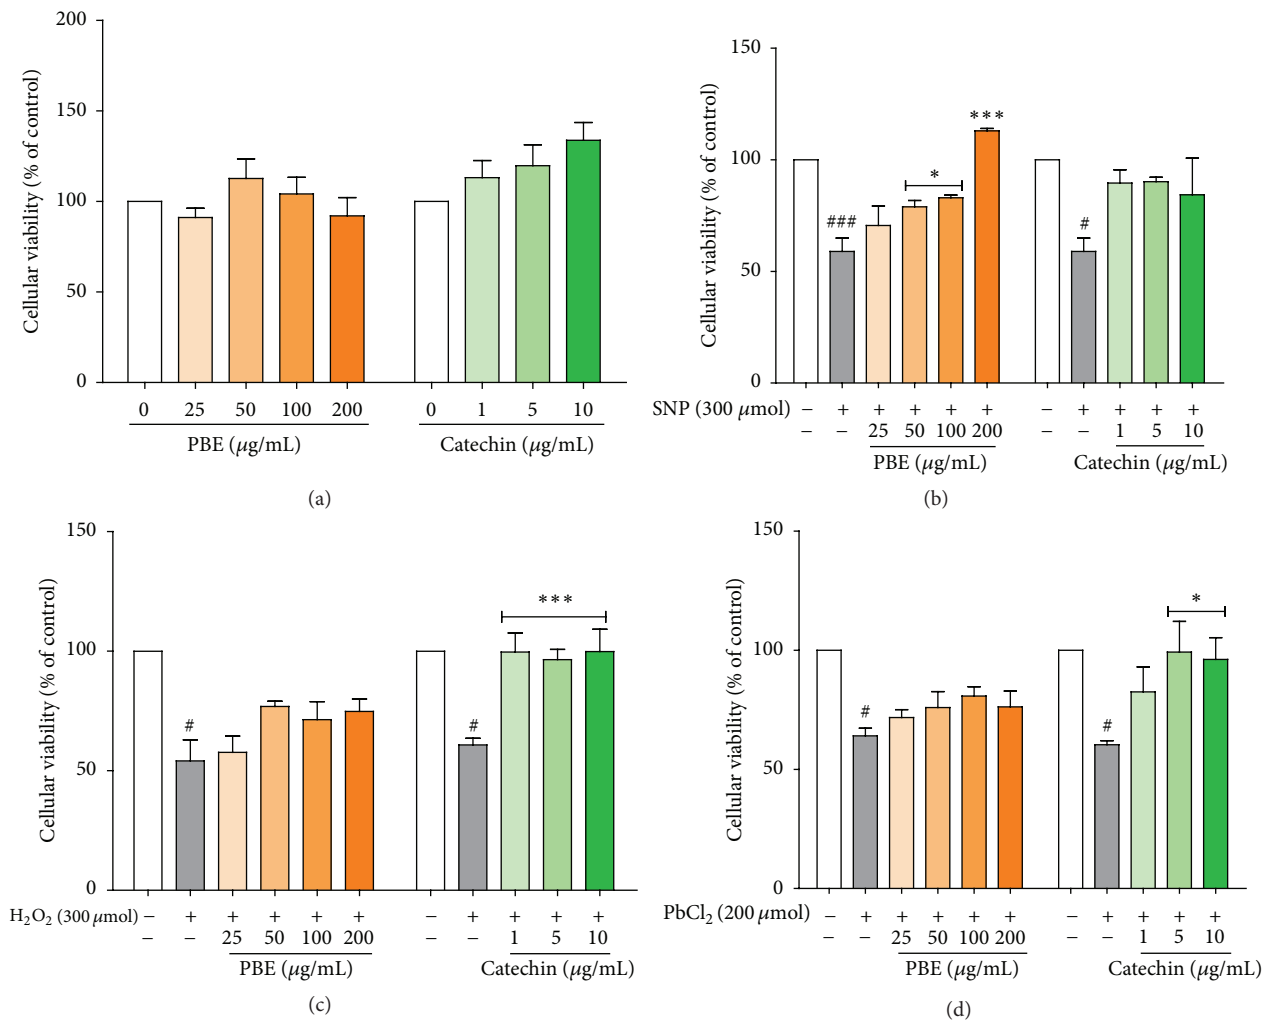 200
150
100
50
0
Cellular viability (% of control)
0 25 50 100 200 0 1 5 10
PBE (μg/mL) Catechin (μg/mL)
(a)
150
100
50
0
Cellular viability (% of control)
### * *** #
SNP (300 μmol) − + + + + + − + + + +
− − 25 50 100 200 − − 1 5 10
PBE (μg/mL) Catechin (μg/mL)
(b)
150
100
50
0
Cellular viability (% of control)
# # ***
H₂O₂ (300 μmol) − + + + + + − + + + +
− − 25 50 100 200 − − 1 5 10
PBE (μg/mL) Catechin (μg/mL)
(c)
150
100
50
0
Cellular viability (% of control)
# # *
PbCl₂ (200 μmol) − + + + + + − + + + +
− − 25 50 100 200 − − 1 5 10
PBE (μg/mL) Catechin (μg/mL)
(d)